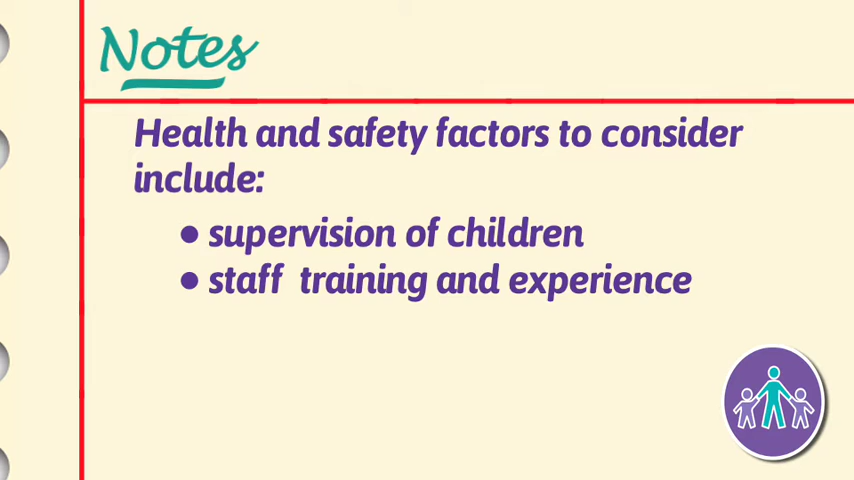 Notes
Health and safety factors to consider
include:
● supervision of children
● staff training and experience